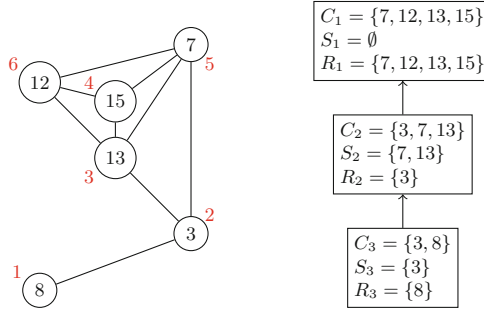 6
12
4
15
7
5
13
3
2
3
1
8
C₁ = {7, 12, 13, 15}
S₁ = ∅
R₁ = {7, 12, 13, 15}
C₂ = {3, 7, 13}
S₂ = {7, 13}
R₂ = {3}
C₃ = {3, 8}
S₃ = {3}
R₃ = {8}